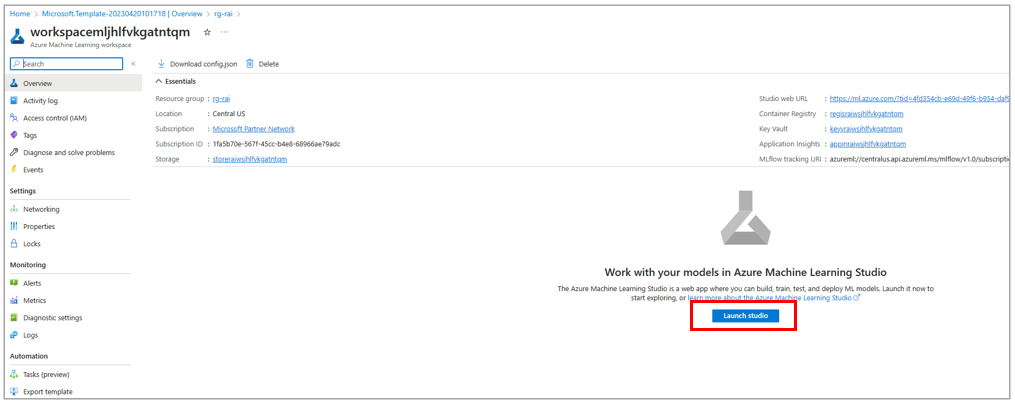 Home > Microsoft.Template-20230420101718 | Overview > rg-rai >
workspacemljhlfvkgatntqm
Azure Machine Learning workspace
Search
Overview
Activity log
Access control (IAM)
Tags
Diagnose and solve problems
Events
Settings
Networking
Properties
Locks
Monitoring
Alerts
Metrics
Diagnostic settings
Logs
Automation
Tasks (preview)
Export template
Download config.json Delete
Essentials
Resource group : rg-rai
Location : Central US
Subscription : Microsoft Partner Network
Subscription ID : 1fa5b70e-567f-45cc-b4e8-68966ae79adc
Storage : storeraiwsjhlfvkgatntqm
Studio web URL : https://ml.azure.com/?tid=4fd354cb-e69d-49f6-b954-daf9
Container Registry : regisraiwsjhlfvkgatntqm
Key Vault : keyvraiwsjhlfvkgatntqm
Application Insights : appinraiwsjhlfvkgatntqm
MLflow tracking URI : azureml://centralus.api.azureml.ms/mlflow/v1.0/subscripti
Work with your models in Azure Machine Learning Studio
The Azure Machine Learning Studio is a web app where you can build, train, test, and deploy ML models. Launch it now to
start exploring, or learn more about the Azure Machine Learning Studio
Launch studio